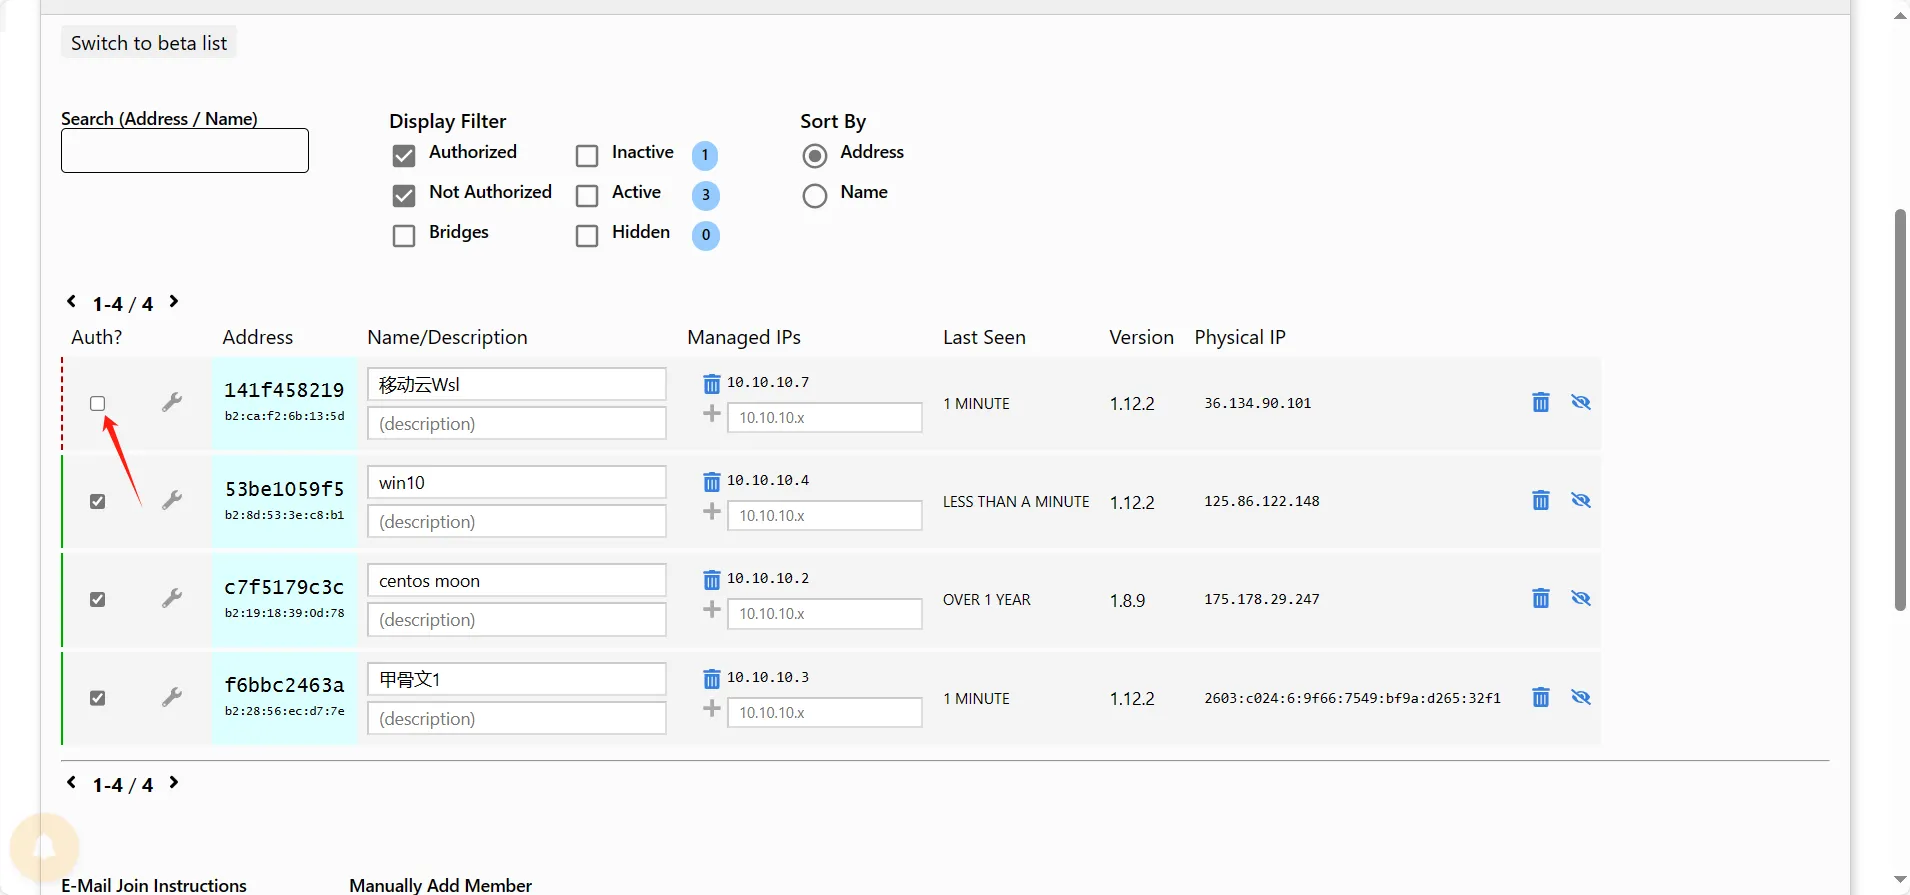 Switch to beta list
Search (Address / Name)
Display Filter
Sort By
Authorized
Inactive
1
Address
Not Authorized
Active
3
Name
Bridges
Hidden
0
1-4 / 4
Auth?
Address
Name/Description
Managed IPs
Last Seen
Version
Physical IP
141f458219
b2:ca:f2:6b:13:5d
移动云Wsl
(description)
10.10.10.7
10.10.10.x
1 MINUTE
1.12.2
36.134.90.101
53be1059f5
b2:8d:53:3e:c8:b1
win10
(description)
10.10.10.4
10.10.10.x
LESS THAN A MINUTE
1.12.2
125.86.122.148
c7f5179c3c
b2:19:18:39:0d:78
centos moon
(description)
10.10.10.2
10.10.10.x
OVER 1 YEAR
1.8.9
175.178.29.247
f6bbc2463a
b2:28:56:ec:d7:7e
甲骨文1
(description)
10.10.10.3
10.10.10.x
1 MINUTE
1.12.2
2603:c024:6:9f66:7549:bf9a:d265:32f1
1-4 / 4
E-Mail Join Instructions
Manually Add Member